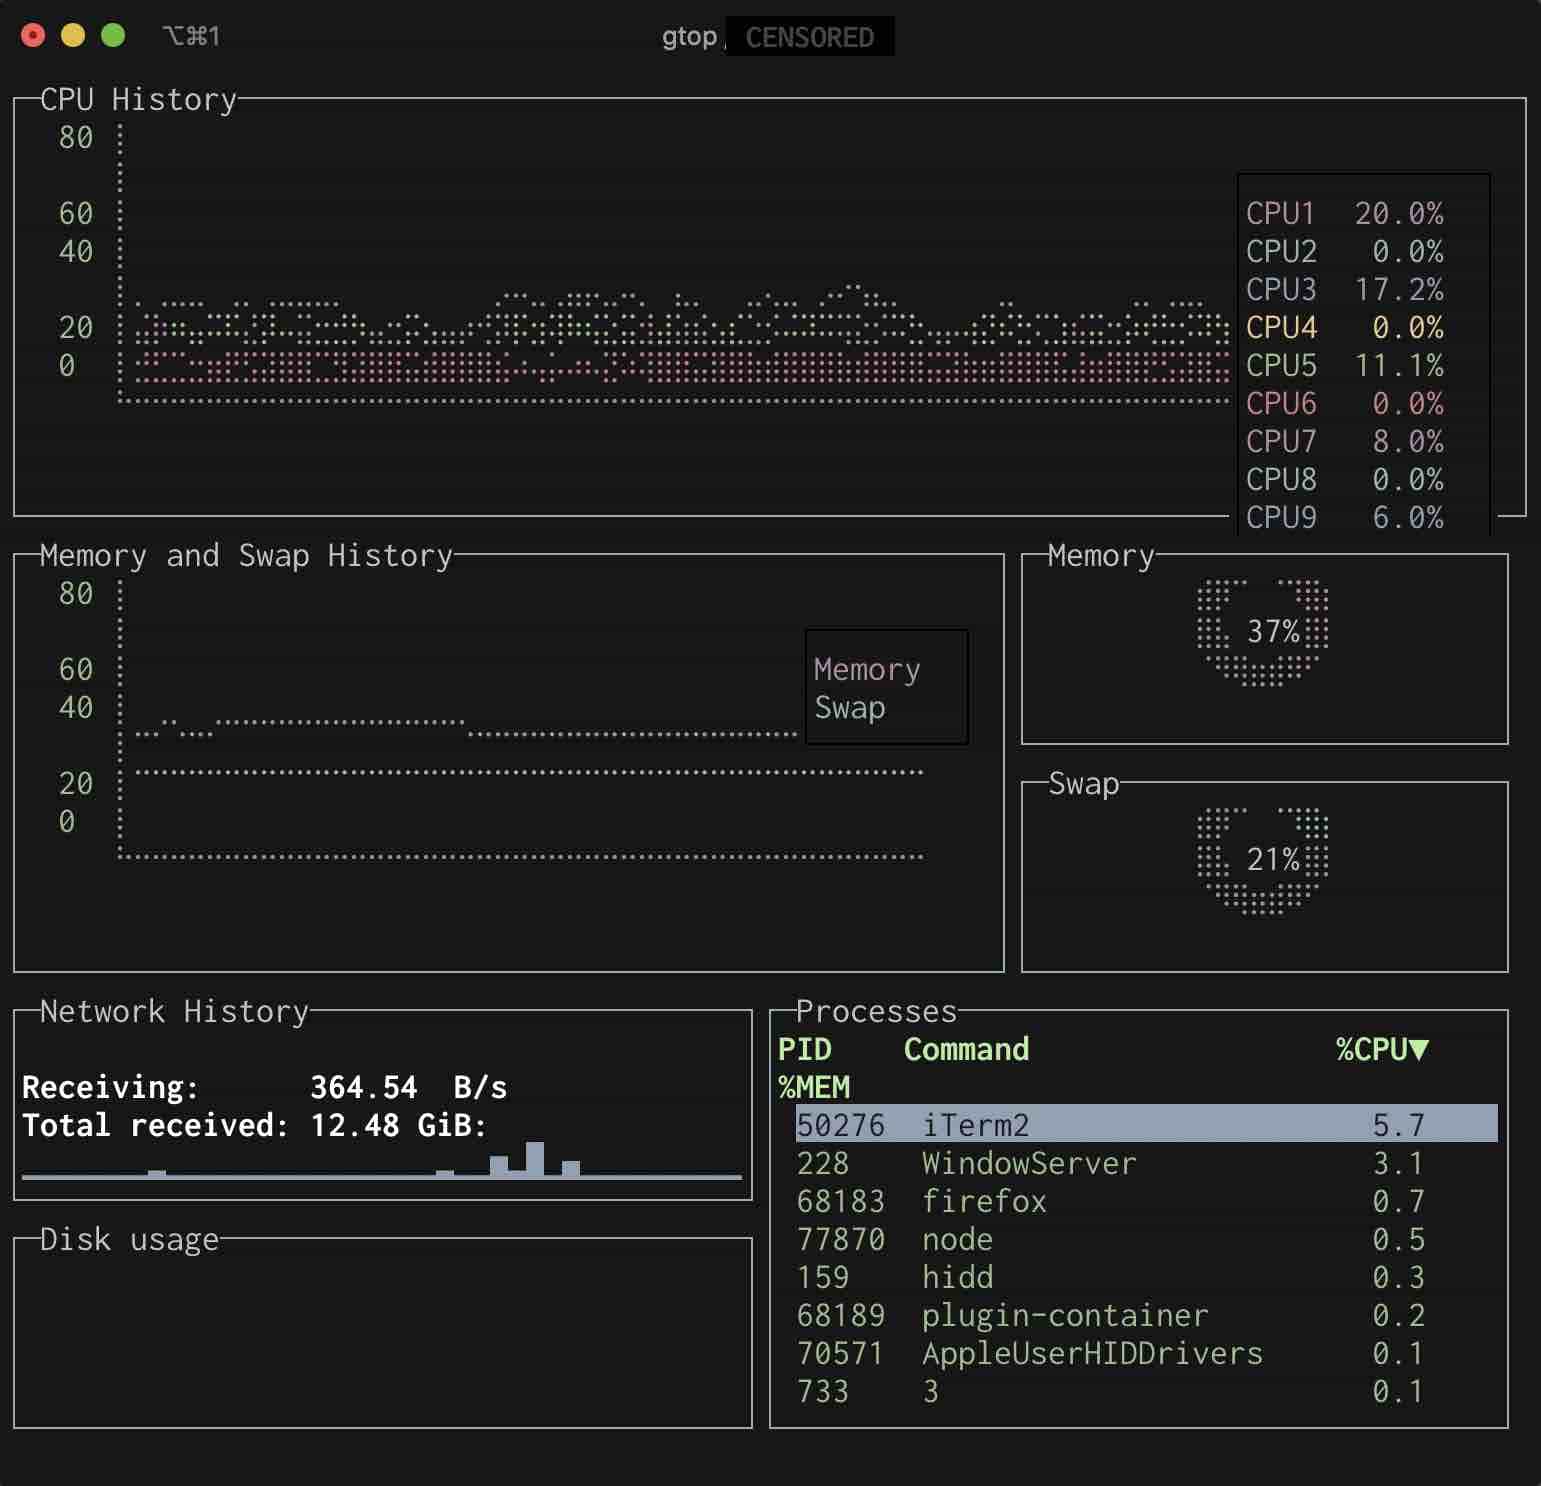 ⌥⌘1 gtop CENSORED
CPU History
80
60
40
20
0
CPU1 20.0%
CPU2 0.0%
CPU3 17.2%
CPU4 0.0%
CPU5 11.1%
CPU6 0.0%
CPU7 8.0%
CPU8 0.0%
CPU9 6.0%
Memory and Swap History
80
60
40
20
0
Memory
Swap
Memory
37%
Swap
21%
Network History
Receiving: 364.54 B/s
Total received: 12.48 GiB:
Disk usage
Processes
PID Command %CPU▼
%MEM
50276 iTerm2 5.7
228 WindowServer 3.1
68183 firefox 0.7
77870 node 0.5
159 hidd 0.3
68189 plugin-container 0.2
70571 AppleUserHIDDrivers 0.1
733 3 0.1